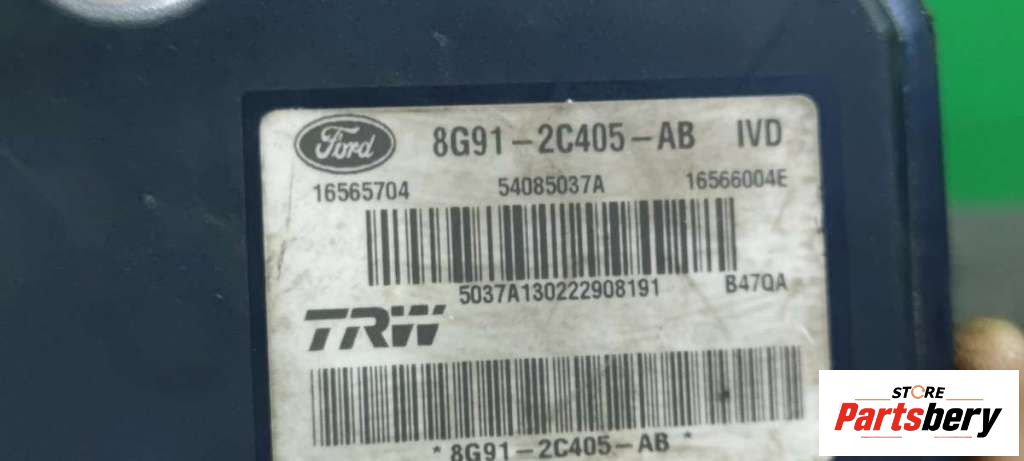 Ford 8G91-2C405-AB IVD
16565704 54085037A 16566004E
5037A130222908191 B47QA
TRW
*8G91-2C405-AB*
STORE
Partsbery